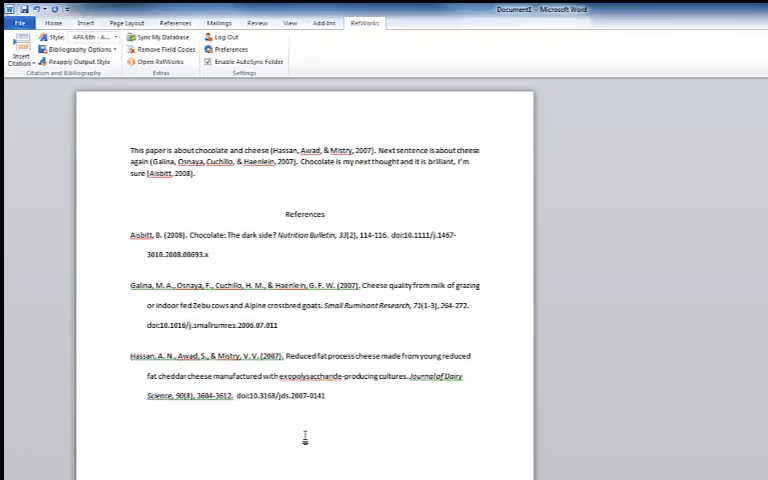 Document1 - Microsoft Word
File Home Insert Page Layout References Mailings Review View Add-Ins RefWorks
Insert Citation
Style: APA 6th - A...
Bibliography Options
Reapply Output Style
Citation and Bibliography
Sync My Database
Remove Field Codes
Open RefWorks
Extras
Log Out
Preferences
Enable AutoSync Folder
Settings
This paper is about chocolate and cheese (Hassan, Awad, & Mistry, 2007). Next sentence is about cheese
again (Galina, Osnaya, Cuchillo, & Haenlein, 2007). Chocolate is my next thought and it is brilliant, I'm
sure (Aisbitt, 2008).
References
Aisbitt, B. (2008). Chocolate: The dark side? Nutrition Bulletin, 33(2), 114-116. doi:10.1111/j.1467-
3010.2008.00693.x
Galina, M. A., Osnaya, F., Cuchillo, H. M., & Haenlein, G. F. W. (2007). Cheese quality from milk of grazing
or indoor fed Zebu cows and Alpine crossbred goats. Small Ruminant Research, 71(1-3), 264-272.
doi:10.1016/j.smallrumres.2006.07.011
Hassan, A. N., Awad, S., & Mistry, V. V. (2007). Reduced fat process cheese made from young reduced
fat cheddar cheese manufactured with exopolysaccharide-producing cultures. Journal of Dairy
Science, 90(8), 3604-3612. doi:10.3168/jds.2007-0141